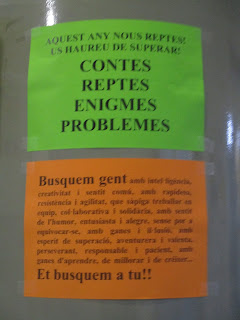 AQUEST ANY NOUS REPTES!
US HAUREU DE SUPERAR!
CONTES
REPTES
ENIGMES
PROBLEMES
Busquem gent amb intel·ligència,
creativitat i sentit comú, amb rapidesa,
resistència i agilitat, que sàpiga treballar en
equip, col·laborativa i solidària, amb sentit
de l'humor, entusiasta i alegre, sense por a
equivocar-se, amb ganes i il·lusió, amb
esperit de superació, aventurera i valenta,
perseverant, responsable i pacient, amb
ganes d'aprendre, de millorar i de créixer...
Et busquem a tu!!